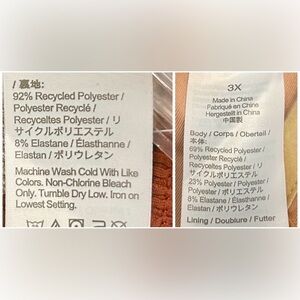 / 裏地:
92% Recycled Polyester /
Polyester Recyclé /
Recyceltes Polyester / リ
サイクルポリエステル
8% Elastane / Élasthanne /
Elastan / ポリウレタン
Machine Wash Cold With Like
Colors. Non-Chlorine Bleach
Only. Tumble Dry Low. Iron on
Lowest Setting.
3X
Made in China
Fabriqué en Chine
Hergestellt in China
中国製
Body / Corps / Oberteil /
本体:
69% Recycled Polyester /
Polyester Recyclé /
Recyceltes Polyester / リ
サイクルポリエステル
23% Polyester / Polyester /
Polyester / ポリエステル
8% Elastane / Élasthanne /
Elastan / ポリウレタン
Lining / Doublure / Futter